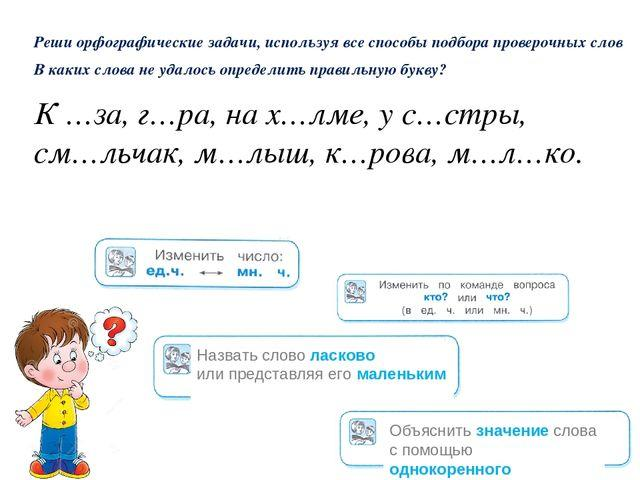 Реши орфографические задачи, используя все способы подбора проверочных слов
В каких слова не удалось определить правильную букву?
К …за, г…ра, на х…лме, у с…стры,
см…льчак, м…лыш, к…рова, м…л…ко.
Изменить число:
ед.ч. ⟷ мн. ч.
Изменить по команде вопроса
кто? или что?
(в ед. ч. или мн. ч.)
?
Назвать слово ласково
или представляя его маленьким
Объяснить значение слова
с помощью
однокоренного